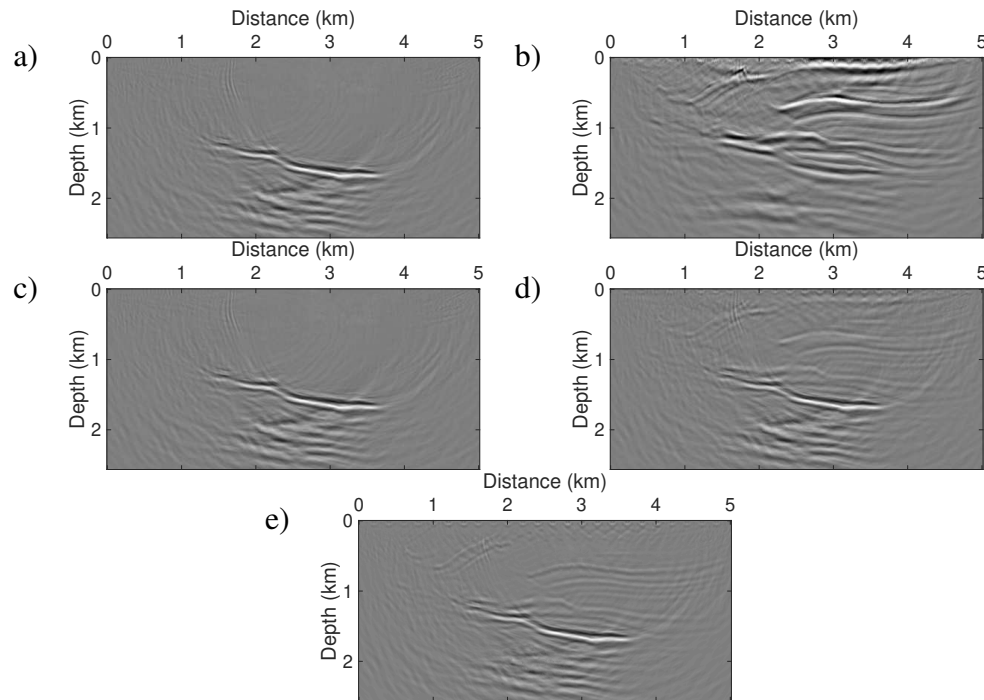 Distance (km)
0 1 2 3 4 5
a)
0
1
2
Depth (km)
Distance (km)
0 1 2 3 4 5
b)
0
1
2
Depth (km)
Distance (km)
0 1 2 3 4 5
c)
0
1
2
Depth (km)
Distance (km)
0 1 2 3 4 5
d)
0
1
2
Depth (km)
Distance (km)
0 1 2 3 4 5
e)
0
1
2
Depth (km)